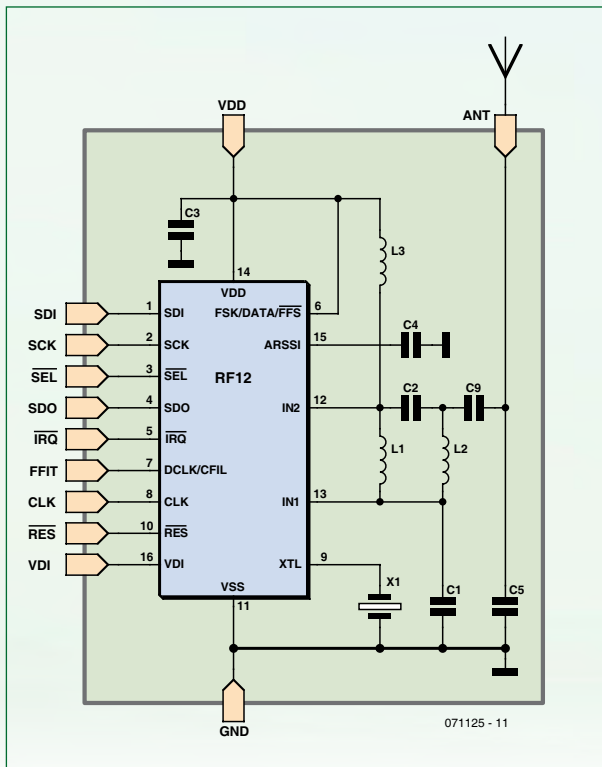 VDD
ANT
C3
L3
14
VDD
SDI
1
SDI
FSK/DATA/FFS
6
SCK
2
SCK
ARSSI
15
C4
SEL
3
SEL
RF12
SDO
4
SDO
IN2
12
C2
C9
IRQ
5
IRQ
L1
L2
FFIT
7
DCLK/CFIL
CLK
8
CLK
IN1
13
RES
10
RES
VDI
16
VDI
XTL
9
X1
C1
C5
VSS
11
GND
071125 - 11